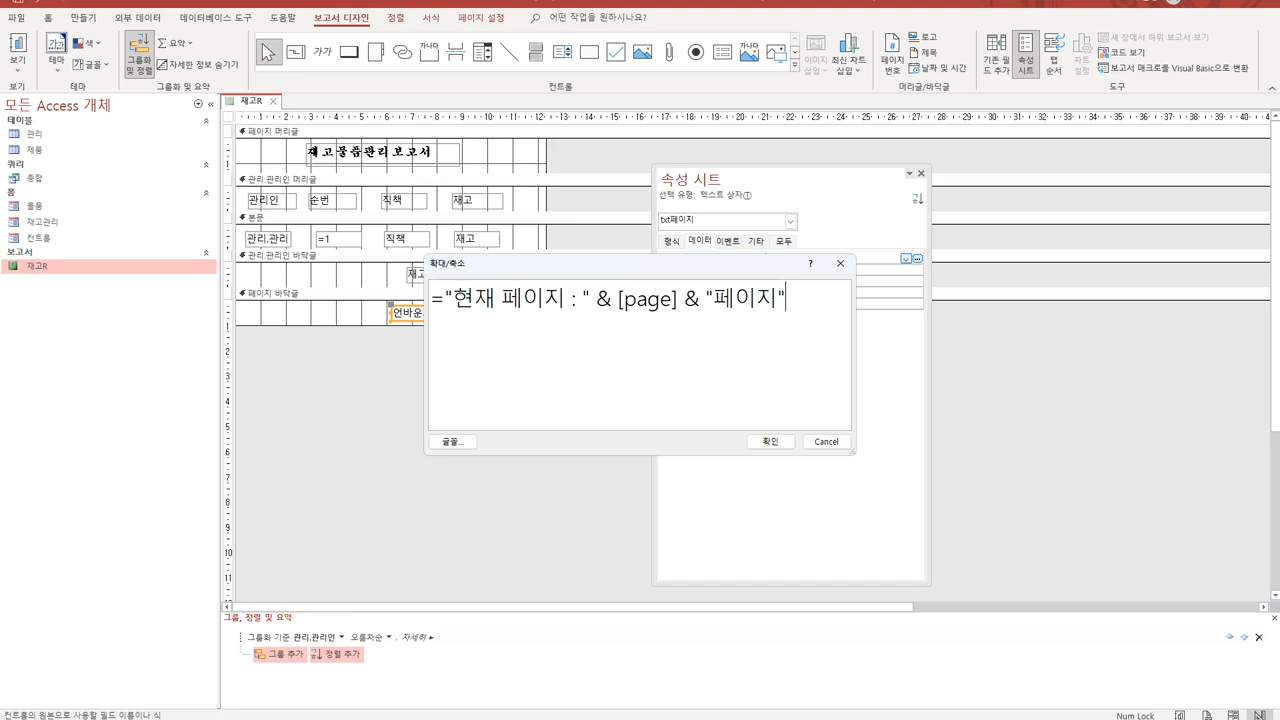 파일 홈 만들기 외부 데이터 데이터베이스 도구 도움말 보고서 디자인 정렬 서식 페이지 설정 어떤 작업을 원하시나요?
보기 테마 색 글꼴 그룹화 및 정렬 요약 자세한 정보 숨기기 가가 가나다 가나다 이미지 삽입 최신 차트 삽입 페이지 번호 로고 제목 날짜 및 시간 기존 필드 추가 속성 시트 탭 순서 차트 설정 새 창에서 하위 보고서 보기 코드 보기 보고서 매크로를 Visual Basic으로 변환
보기 테마 그룹화 및 요약 컨트롤 머리글/바닥글 도구
모든 Access 개체
테이블
관리
제품
쿼리
종합
폼
물품
재고관리
컨트롤
보고서
재고R
재고R
페이지 머리글
재고물품관리 보고서
관리.관리인 머리글
관리인 순번 직책 재고
본문
관리.관리 =1 직책 재고
관리.관리인 바닥글
재고
페이지 바닥글
언바운
속성 시트
선택 유형: 텍스트 상자(T)
txt페이지
형식 데이터 이벤트 기타 모두
확대/축소
="현재 페이지 : " & [page] & "페이지"
글꼴... 확인 Cancel
그룹, 정렬 및 요약
그룹화 기준 관리.관리인 오름차순 , 자세히
그룹 추가 정렬 추가
컨트롤의 원본으로 사용할 필드 이름이나 식
Num Lock